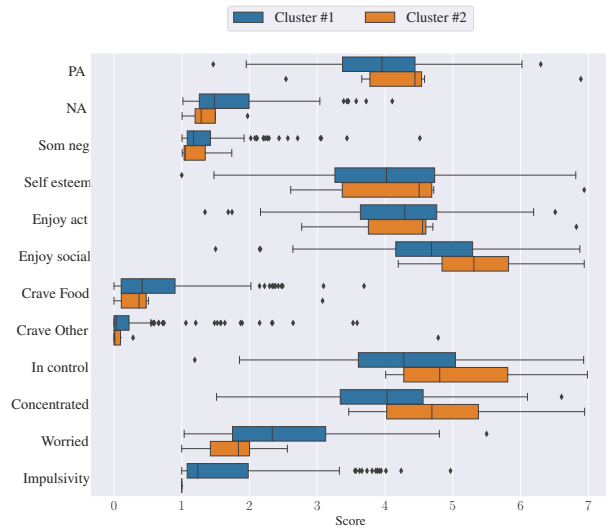 Cluster #1 Cluster #2
PA
NA
Som neg
Self esteem
Enjoy act
Enjoy social
Crave Food
Crave Other
In control
Concentrated
Worried
Impulsivity
0 1 2 3 4 5 6 7
Score